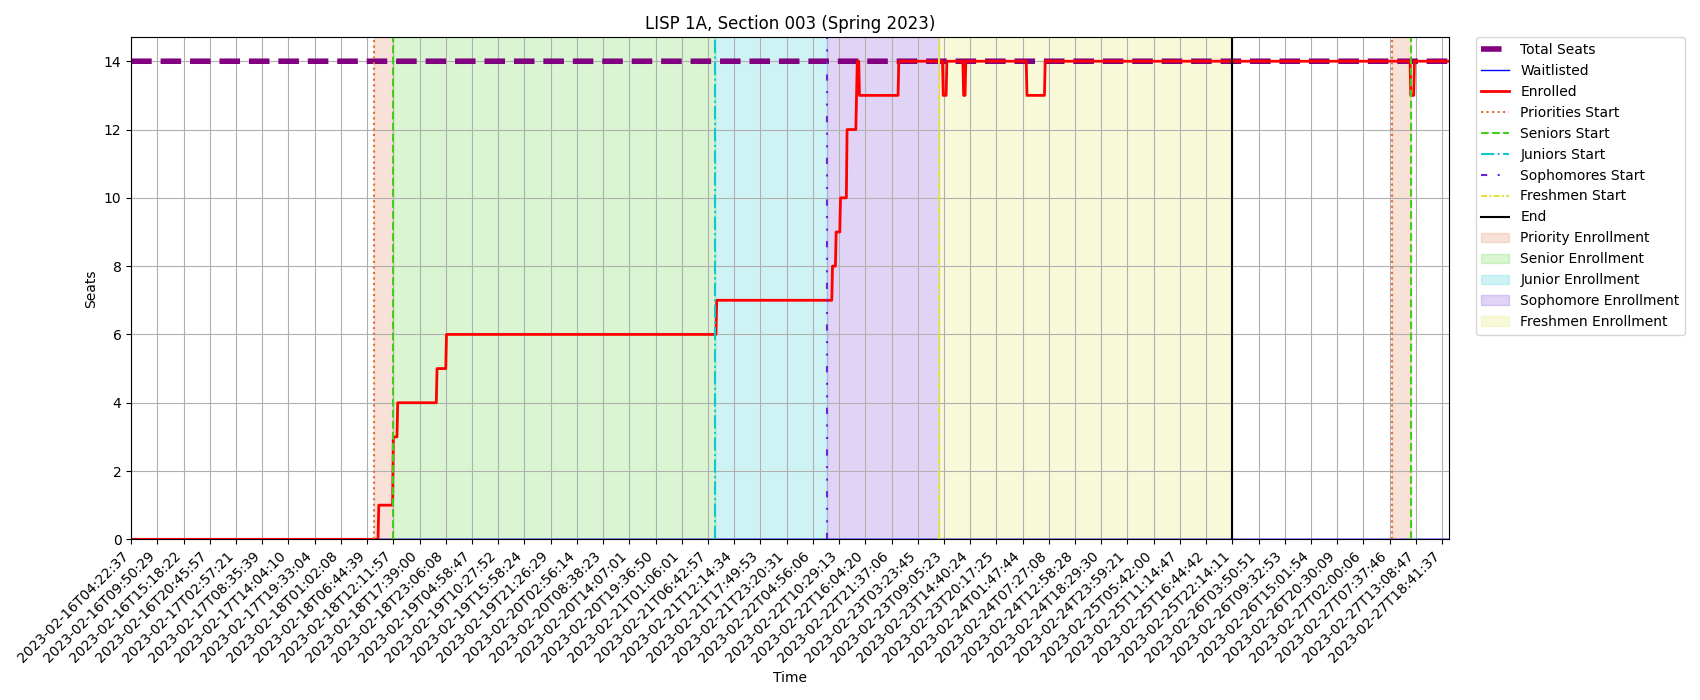 LISP 1A, Section 003 (Spring 2023)
Seats
14
12
10
8
6
4
2
0
2023-02-16T04:22:37
2023-02-16T09:50:29
2023-02-16T15:18:22
2023-02-16T20:45:57
2023-02-17T02:57:21
2023-02-17T08:35:39
2023-02-17T14:04:10
2023-02-17T19:33:04
2023-02-18T01:02:08
2023-02-18T06:44:39
2023-02-18T12:11:57
2023-02-18T17:39:00
2023-02-18T23:06:08
2023-02-19T04:58:47
2023-02-19T10:27:52
2023-02-19T15:58:24
2023-02-19T21:26:29
2023-02-20T02:56:14
2023-02-20T08:38:23
2023-02-20T14:07:01
2023-02-20T19:36:50
2023-02-21T01:06:01
2023-02-21T06:42:57
2023-02-21T12:14:34
2023-02-21T17:49:53
2023-02-21T23:20:31
2023-02-22T04:56:06
2023-02-22T10:29:13
2023-02-22T16:04:20
2023-02-22T21:37:06
2023-02-23T03:23:45
2023-02-23T09:05:23
2023-02-23T14:40:24
2023-02-23T20:17:25
2023-02-24T01:47:44
2023-02-24T07:27:08
2023-02-24T12:58:28
2023-02-24T18:29:30
2023-02-24T23:59:21
2023-02-25T05:42:00
2023-02-25T11:14:47
2023-02-25T16:44:42
2023-02-25T22:14:11
2023-02-26T03:50:51
2023-02-26T09:32:53
2023-02-26T15:01:54
2023-02-26T20:30:09
2023-02-27T02:00:06
2023-02-27T07:37:46
2023-02-27T13:08:47
2023-02-27T18:41:37
Time
Total Seats
Waitlisted
Enrolled
Priorities Start
Seniors Start
Juniors Start
Sophomores Start
Freshmen Start
End
Priority Enrollment
Senior Enrollment
Junior Enrollment
Sophomore Enrollment
Freshmen Enrollment